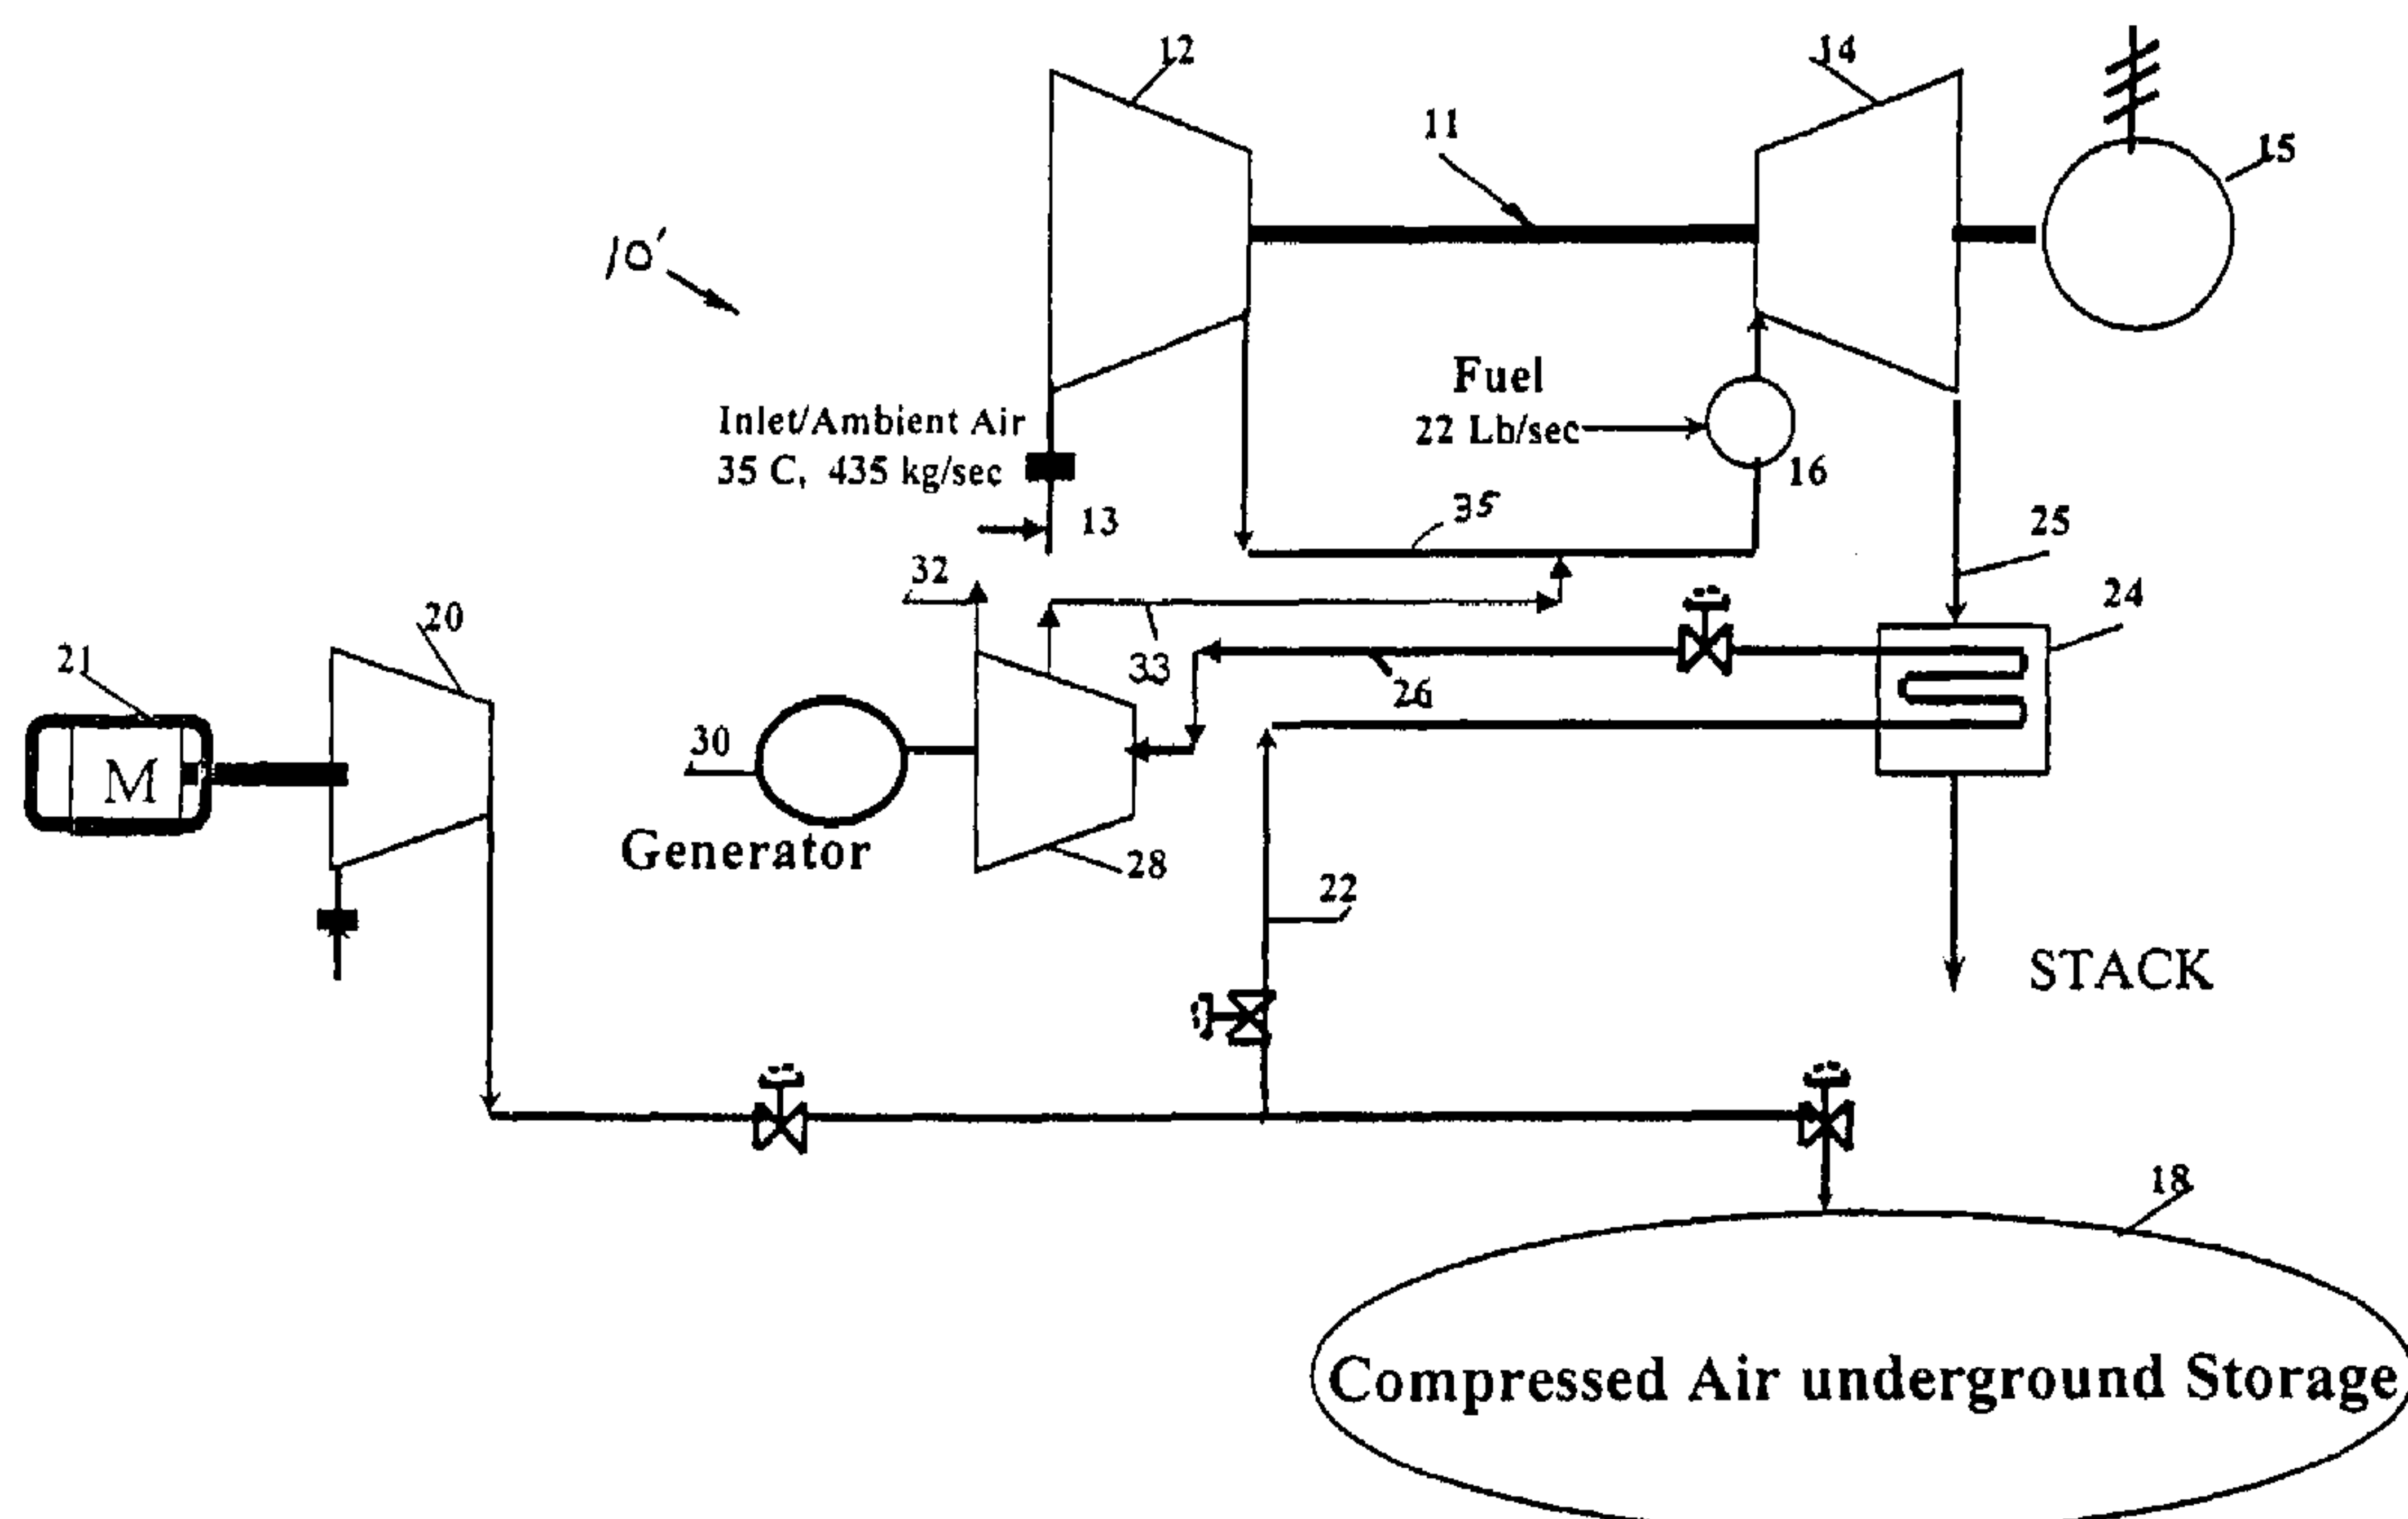 12
14
11
15
10'
Fuel
22 Lb/sec
16
Inlet/Ambient Air
35 C, 435 kg/sec
13
35
25
32
24
20
33
26
21
M
30
Generator
28
22
STACK
18
Compressed Air underground Storage